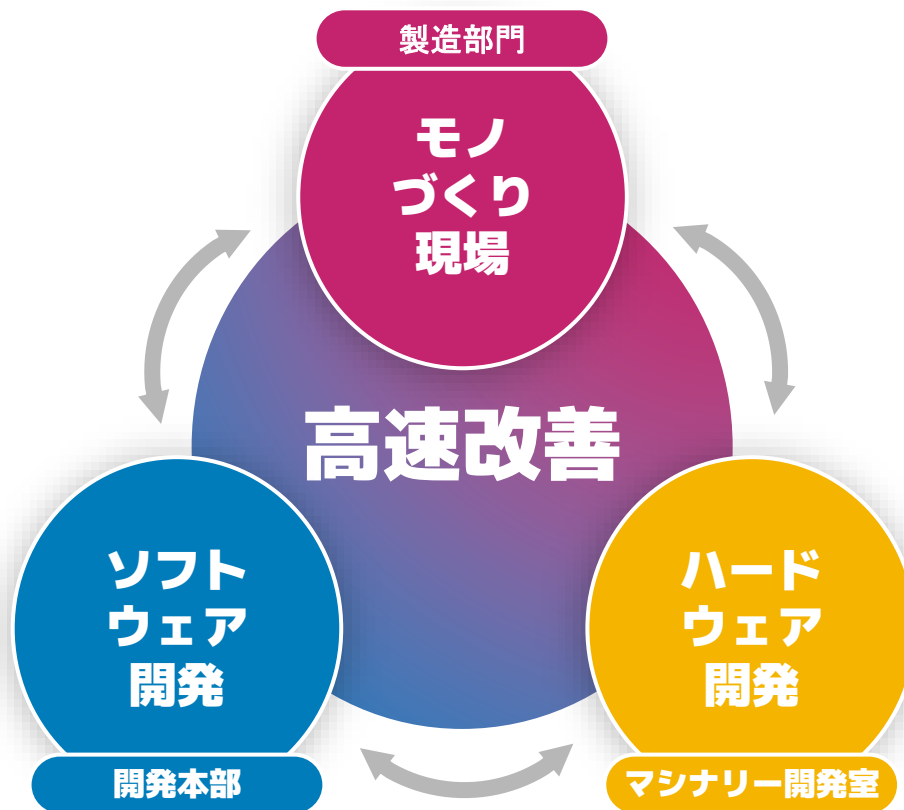 製造部門
モノ
づくり
現場
高速改善
ソフト
ウェア
開発
開発本部
ハード
ウェア
開発
マシナリー開発室